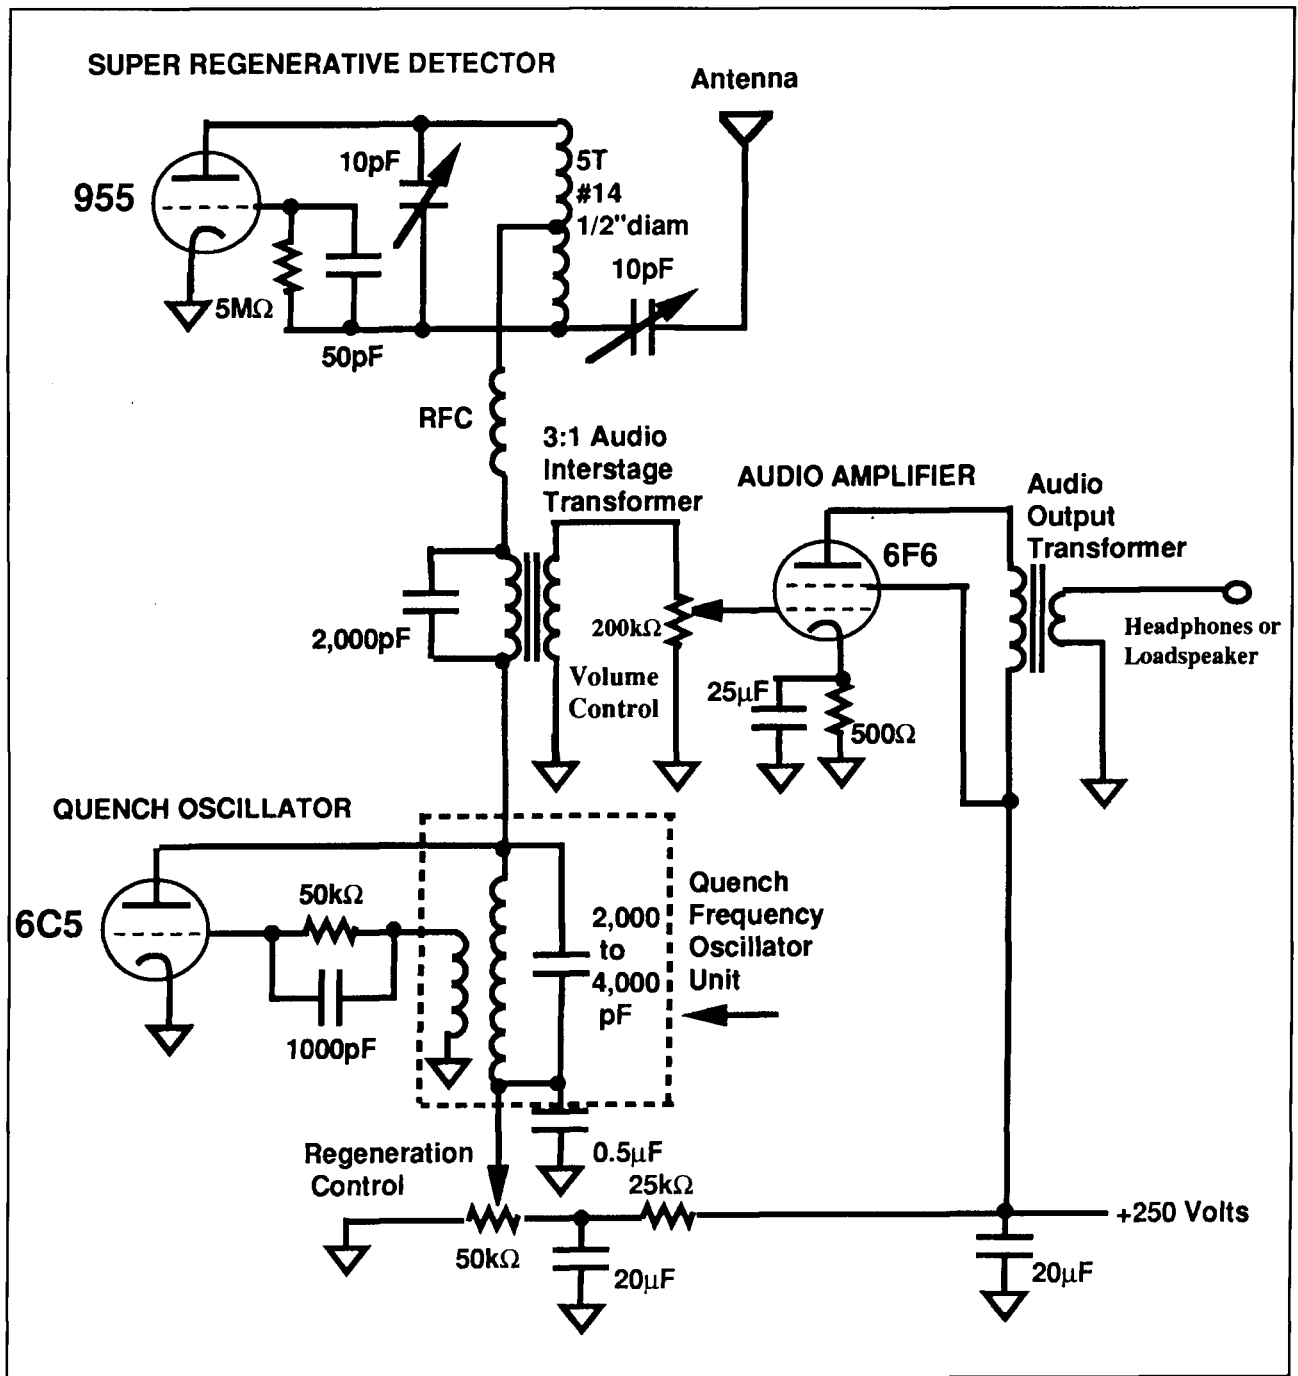 SUPER REGENERATIVE DETECTOR
Antenna
955
10pF
5T
#14
1/2"diam
10pF
5MΩ
50pF
RFC
3:1 Audio
Interstage
Transformer
AUDIO AMPLIFIER
Audio
Output
Transformer
6F6
2,000pF
200kΩ
Volume
Control
25µF
500Ω
Headphones or
Loadspeaker
QUENCH OSCILLATOR
6C5
50kΩ
1000pF
2,000
to
4,000
pF
Quench
Frequency
Oscillator
Unit
0.5µF
Regeneration
Control
25kΩ
50kΩ
20µF
+250 Volts
20µF